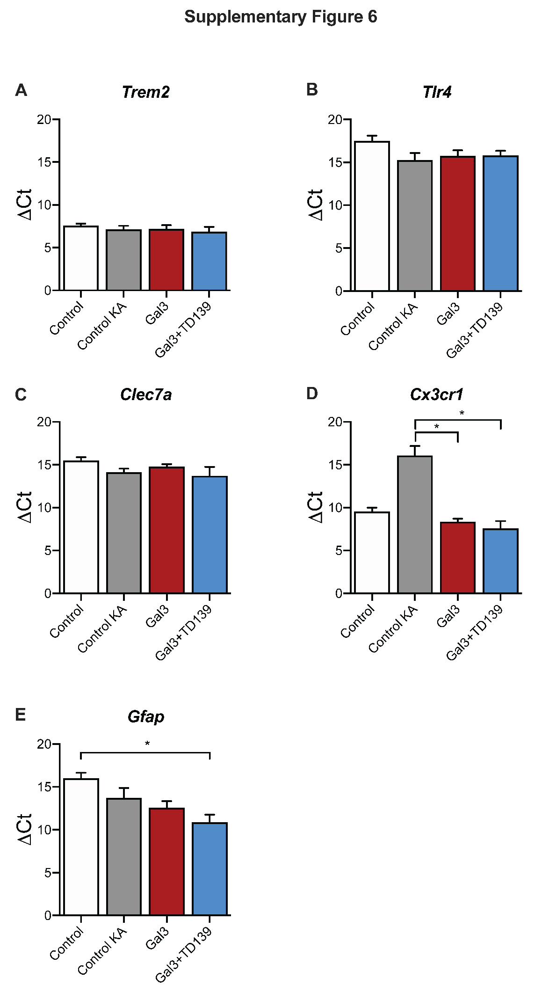 Supplementary Figure 6
A
Trem2
20
15
10
5
0
ΔCt
Control
Control KA
Gal3
Gal3+TD139
B
Tlr4
20
15
10
5
0
ΔCt
Control
Control KA
Gal3
Gal3+TD139
C
Clec7a
20
15
10
5
0
ΔCt
Control
Control KA
Gal3
Gal3+TD139
D
Cx3cr1
*
*
20
15
10
5
0
ΔCt
Control
Control KA
Gal3
Gal3+TD139
E
Gfap
*
20
15
10
5
0
ΔCt
Control
Control KA
Gal3
Gal3+TD139